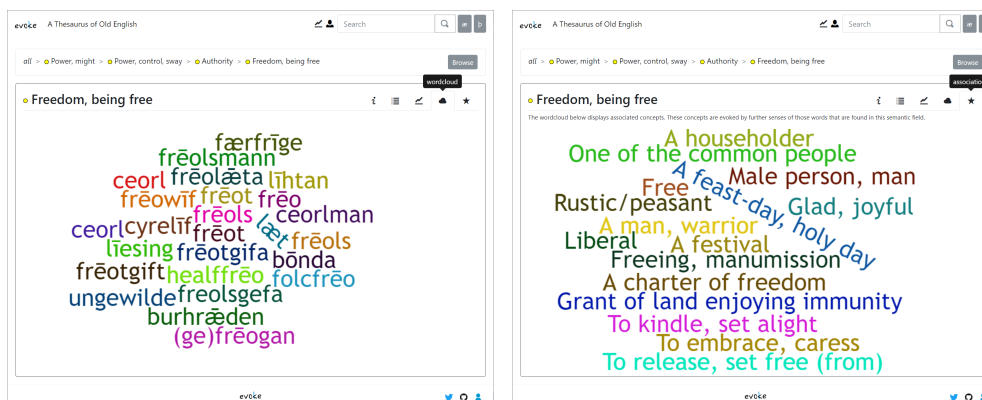 evoke A Thesaurus of Old English Search æ þ
all > Power, might > Power, control, sway > Authority > Freedom, being free Browse
wordcloud
Freedom, being free i
færfrīge
frēolsmann
ceorl frēolǣta līhtan
frēowīf frēot frēo
frēols ceorlman
ceorl cyrelīf frēot læt frēols
līesing frēotgifa bōnda
frēotgift healffrēo folcfrēo
ungewilde freolsgefa
burhrǣden
(ge)frēogan
evoke
evoke A Thesaurus of Old English Search æ
all > Power, might > Power, control, sway > Authority > Freedom, being free Browse
Freedom, being free i
The wordcloud below displays associated concepts. These concepts are evoked by further senses of those words that are found in this semantic field.
A householder
One of the common people
A feast-day, holy day
Male person, man
Free
Rustic/peasant Glad, joyful
A man, warrior
Liberal A festival
Freeing, manumission
A charter of freedom
Grant of land enjoying immunity
To kindle, set alight
To embrace, caress
To release, set free (from)
evoke